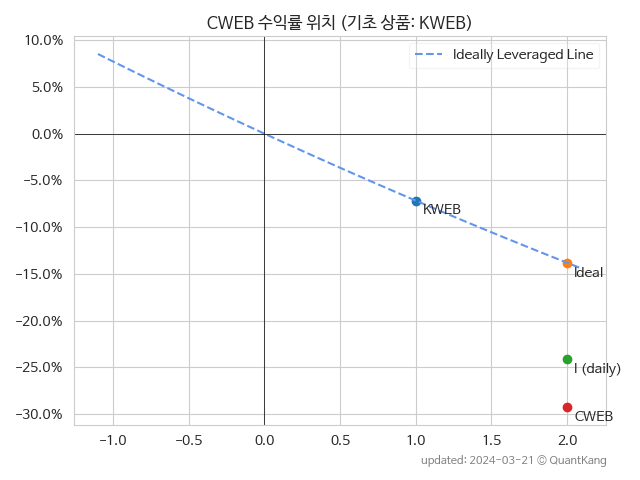 CWEB 수익률 위치 (기초 상품: KWEB)
10.0%
Ideally Leveraged Line
5.0%
0.0%
−5.0%
KWEB
−10.0%
−15.0%
Ideal
−20.0%
−25.0%
I (daily)
−30.0%
CWEB
−1.0 −0.5 0.0 0.5 1.0 1.5 2.0
updated: 2024-03-21 © QuantKang